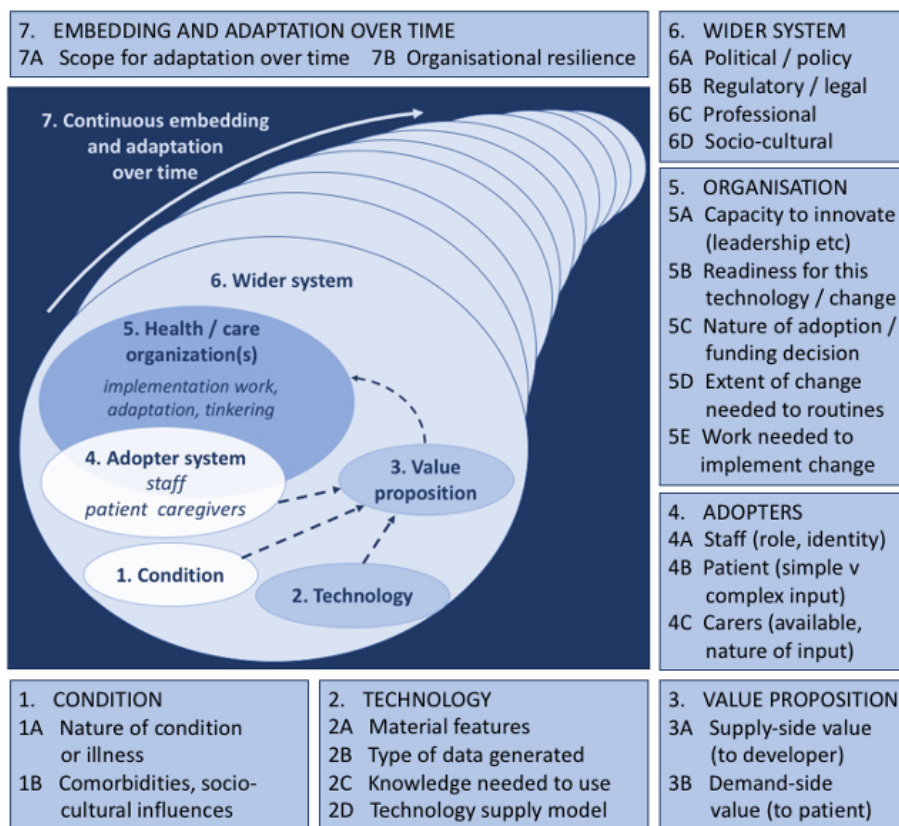 7. EMBEDDING AND ADAPTATION OVER TIME
7A Scope for adaptation over time 7B Organisational resilience
7. Continuous embedding
and adaptation
over time
6. Wider system
5. Health / care
organization(s)
implementation work,
adaptation, tinkering
4. Adopter system
staff
patient caregivers
3. Value
proposition
1. Condition
2. Technology
6. WIDER SYSTEM
6A Political / policy
6B Regulatory / legal
6C Professional
6D Socio-cultural
5. ORGANISATION
5A Capacity to innovate
(leadership etc)
5B Readiness for this
technology / change
5C Nature of adoption /
funding decision
5D Extent of change
needed to routines
5E Work needed to
implement change
4. ADOPTERS
4A Staff (role, identity)
4B Patient (simple v
complex input)
4C Carers (available,
nature of input)
1. CONDITION
1A Nature of condition
or illness
1B Comorbidities, socio-
cultural influences
2. TECHNOLOGY
2A Material features
2B Type of data generated
2C Knowledge needed to use
2D Technology supply model
3. VALUE PROPOSITION
3A Supply-side value
(to developer)
3B Demand-side
value (to patient)